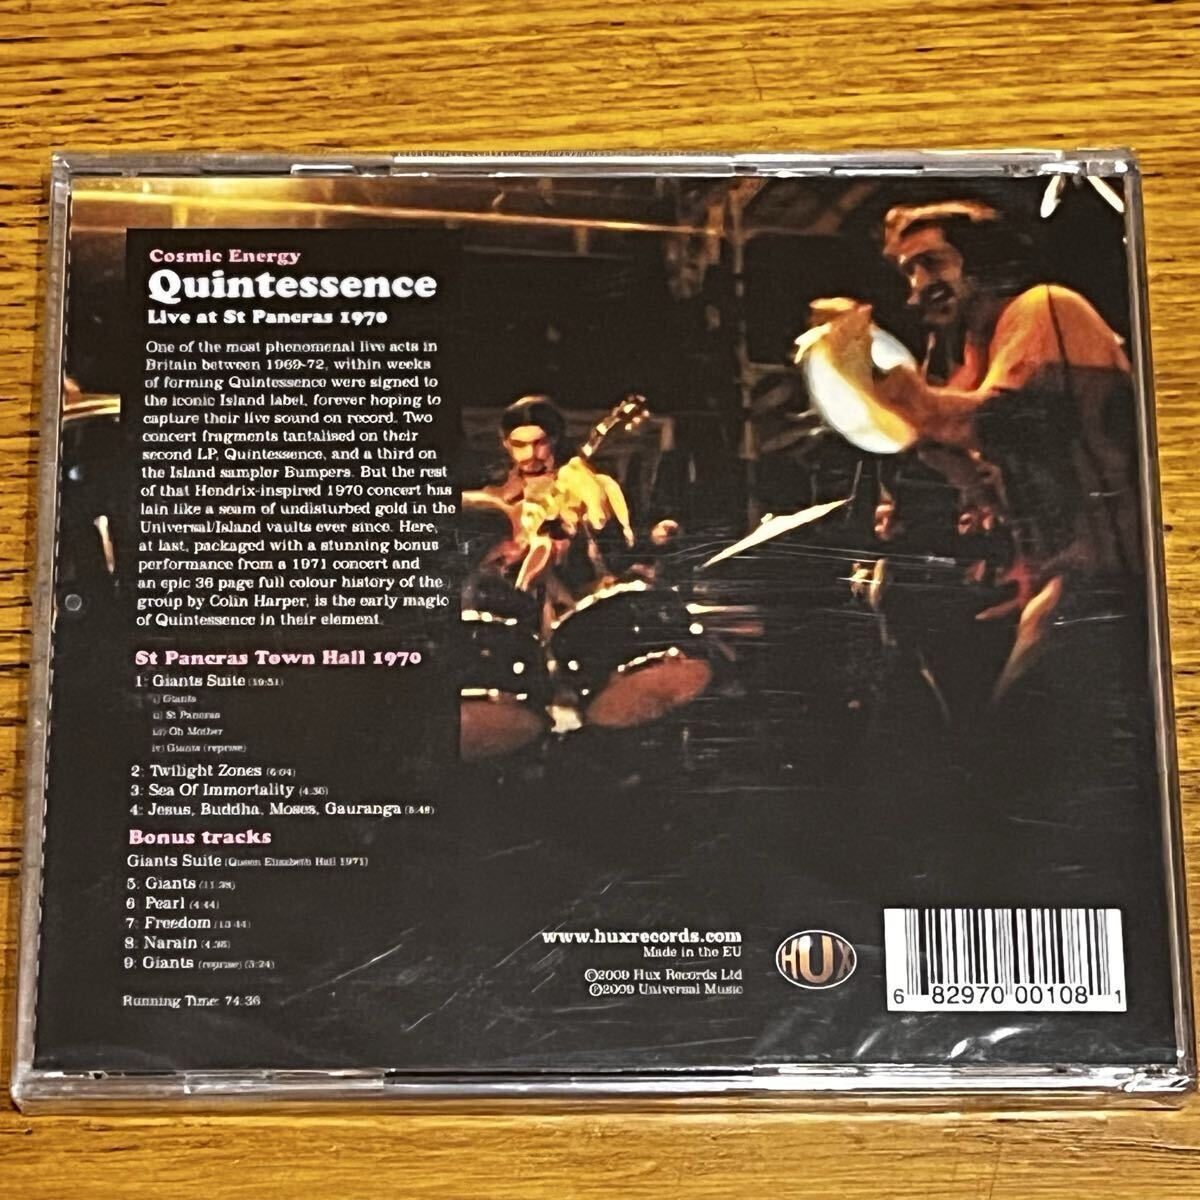 Cosmic Energy
Quintessence
Live at St Pancras 1970
One of the most phenomenal live acts in
Britain between 1969-72, within weeks
of forming Quintessence were signed to
the iconic Island label, forever hoping to
capture their live sound on record. Two
concert fragments tantalised on their
second LP, Quintessence, and a third on
the Island sampler Bumpers. But the rest
of that Hendrix-inspired 1970 concert has
lain like a seam of undisturbed gold in the
Universal/Island vaults ever since. Here,
at last, packaged with a stunning bonus
performance from a 1971 concert and
an epic 36 page full colour history of the
group by Colin Harper, is the early magic
of Quintessence in their element.
St Pancras Town Hall 1970
1: Giants Suite
i) Giants
ii) St Pancras
iii) Oh Mother
iv) Giants (reprise)
2: Twilight Zones (6:04)
3: Sea Of Immortality (4:36)
4: Jesus, Buddha, Moses, Gauranga (5:48)
Bonus tracks
Giants Suite (Queen Elizabeth Hall 1971)
5: Giants
6: Pearl (4:44)
7: Freedom
8: Narain
9: Giants (reprise) (3:24)
Running Time: 74:36
www.huxrecords.com
Made in the EU
©2009 Hux Records Ltd
℗2009 Universal Music
HUX
6 82970 00108 1